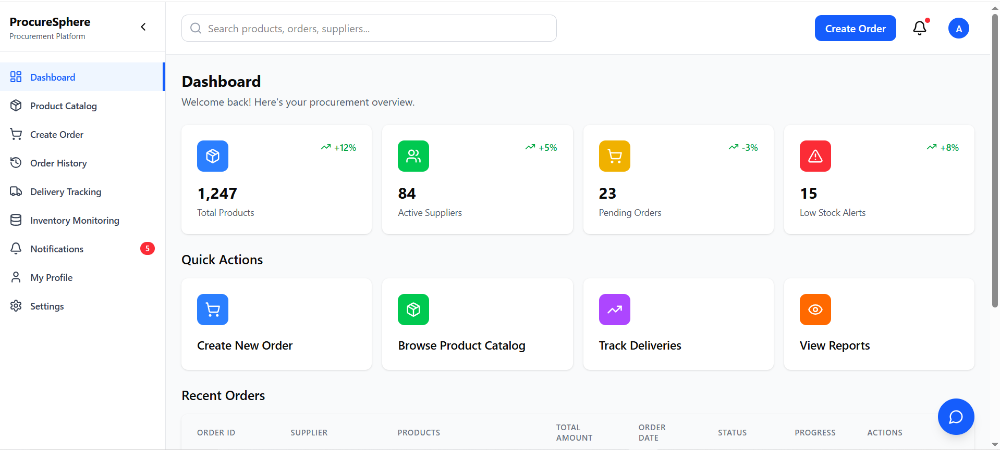 ProcureSphere
Procurement Platform
Search products, orders, suppliers...
Create Order
A
Dashboard
Product Catalog
Create Order
Order History
Delivery Tracking
Inventory Monitoring
Notifications
5
My Profile
Settings
Dashboard
Welcome back! Here's your procurement overview.
+12%
1,247
Total Products
+5%
84
Active Suppliers
-3%
23
Pending Orders
+8%
15
Low Stock Alerts
Quick Actions
Create New Order
Browse Product Catalog
Track Deliveries
View Reports
Recent Orders
ORDER ID
SUPPLIER
PRODUCTS
TOTAL
AMOUNT
ORDER
DATE
STATUS
PROGRESS
ACTIONS